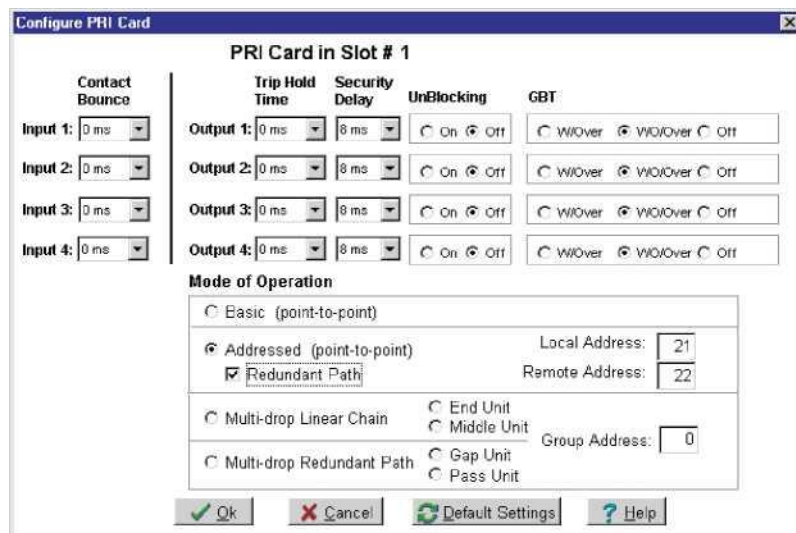 Configure PRI Card
PRI Card in Slot # 1
Contact Bounce Trip Hold Time Security Delay UnBlocking GBT
Input 1: 0 ms Output 1: 0 ms 8 ms On Off W/Over WO/Over Off
Input 2: 0 ms Output 2: 0 ms 8 ms On Off W/Over WO/Over Off
Input 3: 0 ms Output 3: 0 ms 8 ms On Off W/Over WO/Over Off
Input 4: 0 ms Output 4: 0 ms 8 ms On Off W/Over WO/Over Off
Mode of Operation
Basic (point-to-point)
Addressed (point-to-point) Local Address: 21
Redundant Path Remote Address: 22
Multi-drop Linear Chain End Unit
Middle Unit
Group Address: 0
Multi-drop Redundant Path Gap Unit
Pass Unit
Ok Cancel Default Settings Help